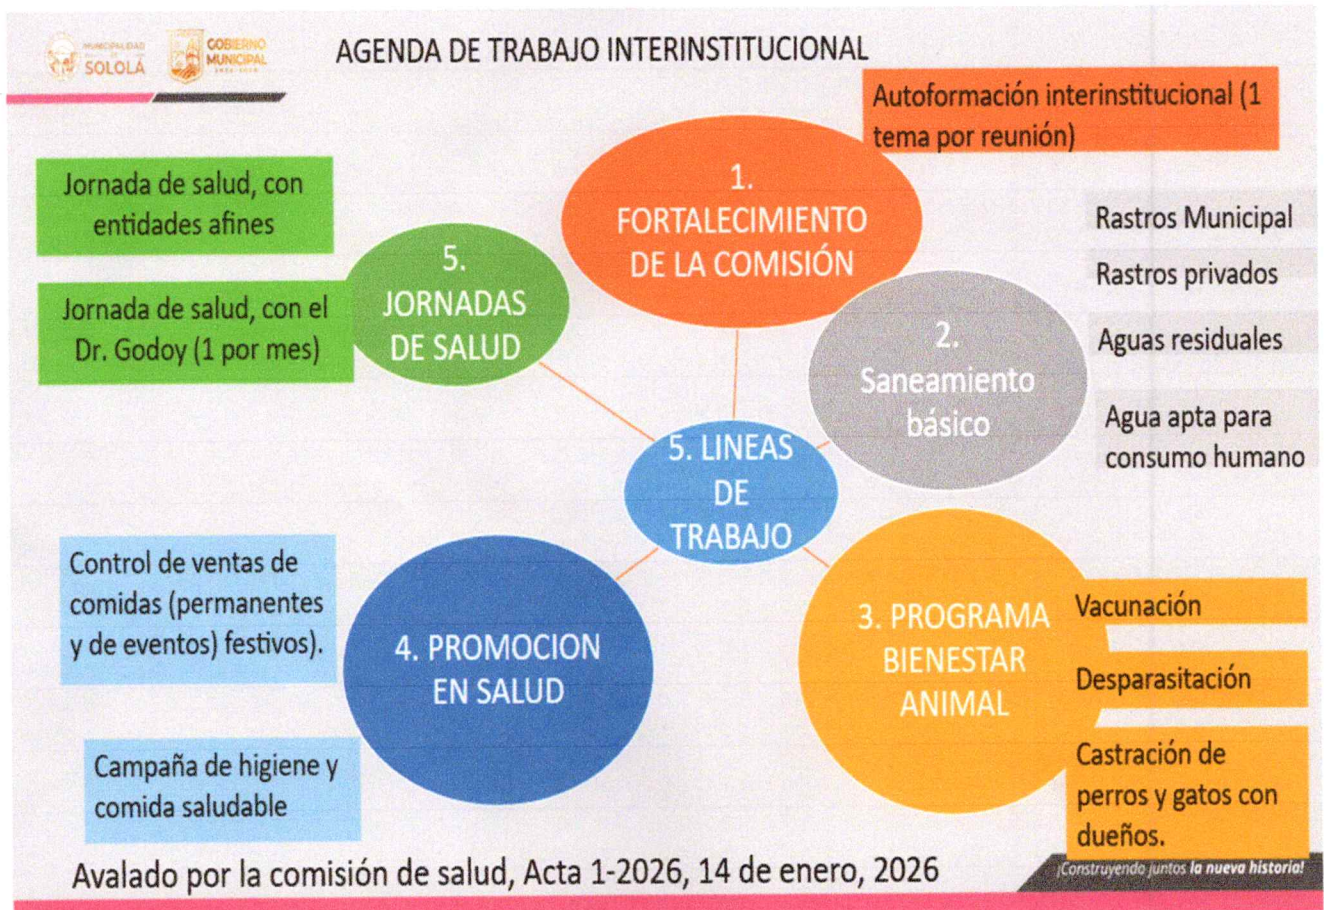 MUNICIPALIDAD
DE
SOLOLÁ
GOBIERNO
MUNICIPAL
AGENDA DE TRABAJO INTERINSTITUCIONAL
Autoformación interinstitucional (1
tema por reunión)
1.
FORTALECIMIENTO
DE LA COMISIÓN
Rastros Municipal
Rastros privados
Aguas residuales
Agua apta para
consumo humano
2.
Saneamiento
básico
Jornada de salud, con
entidades afines
Jornada de salud, con el
Dr. Godoy (1 por mes)
5.
JORNADAS
DE SALUD
5. LINEAS
DE
TRABAJO
Control de ventas de
comidas (permanentes
y de eventos) festivos).
Campaña de higiene y
comida saludable
4. PROMOCION
EN SALUD
3. PROGRAMA
BIENESTAR
ANIMAL
Vacunación
Desparasitación
Castración de
perros y gatos con
dueños.
Avalado por la comisión de salud, Acta 1-2026, 14 de enero, 2026
¡Construyendo juntos la nueva historia!